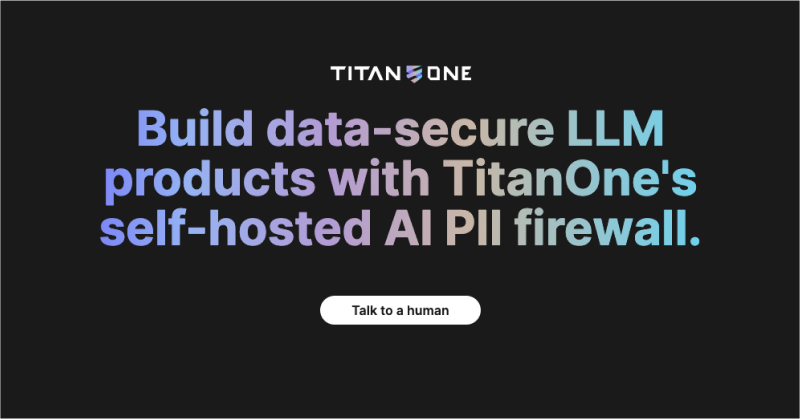 TITAN ONE
Build data-secure LLM
products with TitanOne's
self-hosted AI PII firewall.
Talk to a human